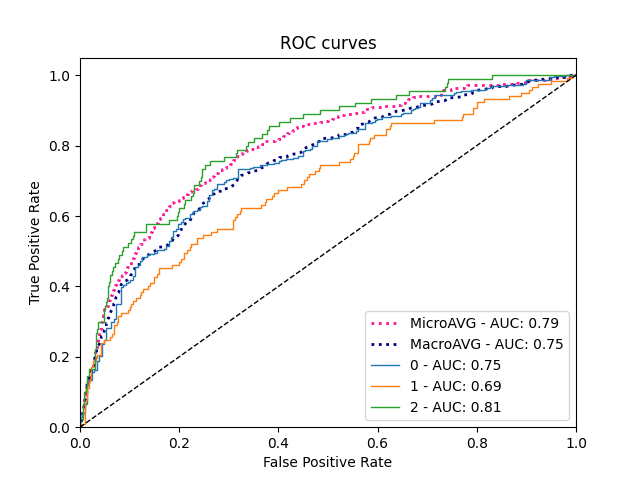 ROC curves
True Positive Rate
1.0
0.8
0.6
0.4
0.2
0.0
MicroAVG - AUC: 0.79
MacroAVG - AUC: 0.75
0 - AUC: 0.75
1 - AUC: 0.69
2 - AUC: 0.81
0.0 0.2 0.4 0.6 0.8 1.0
False Positive Rate